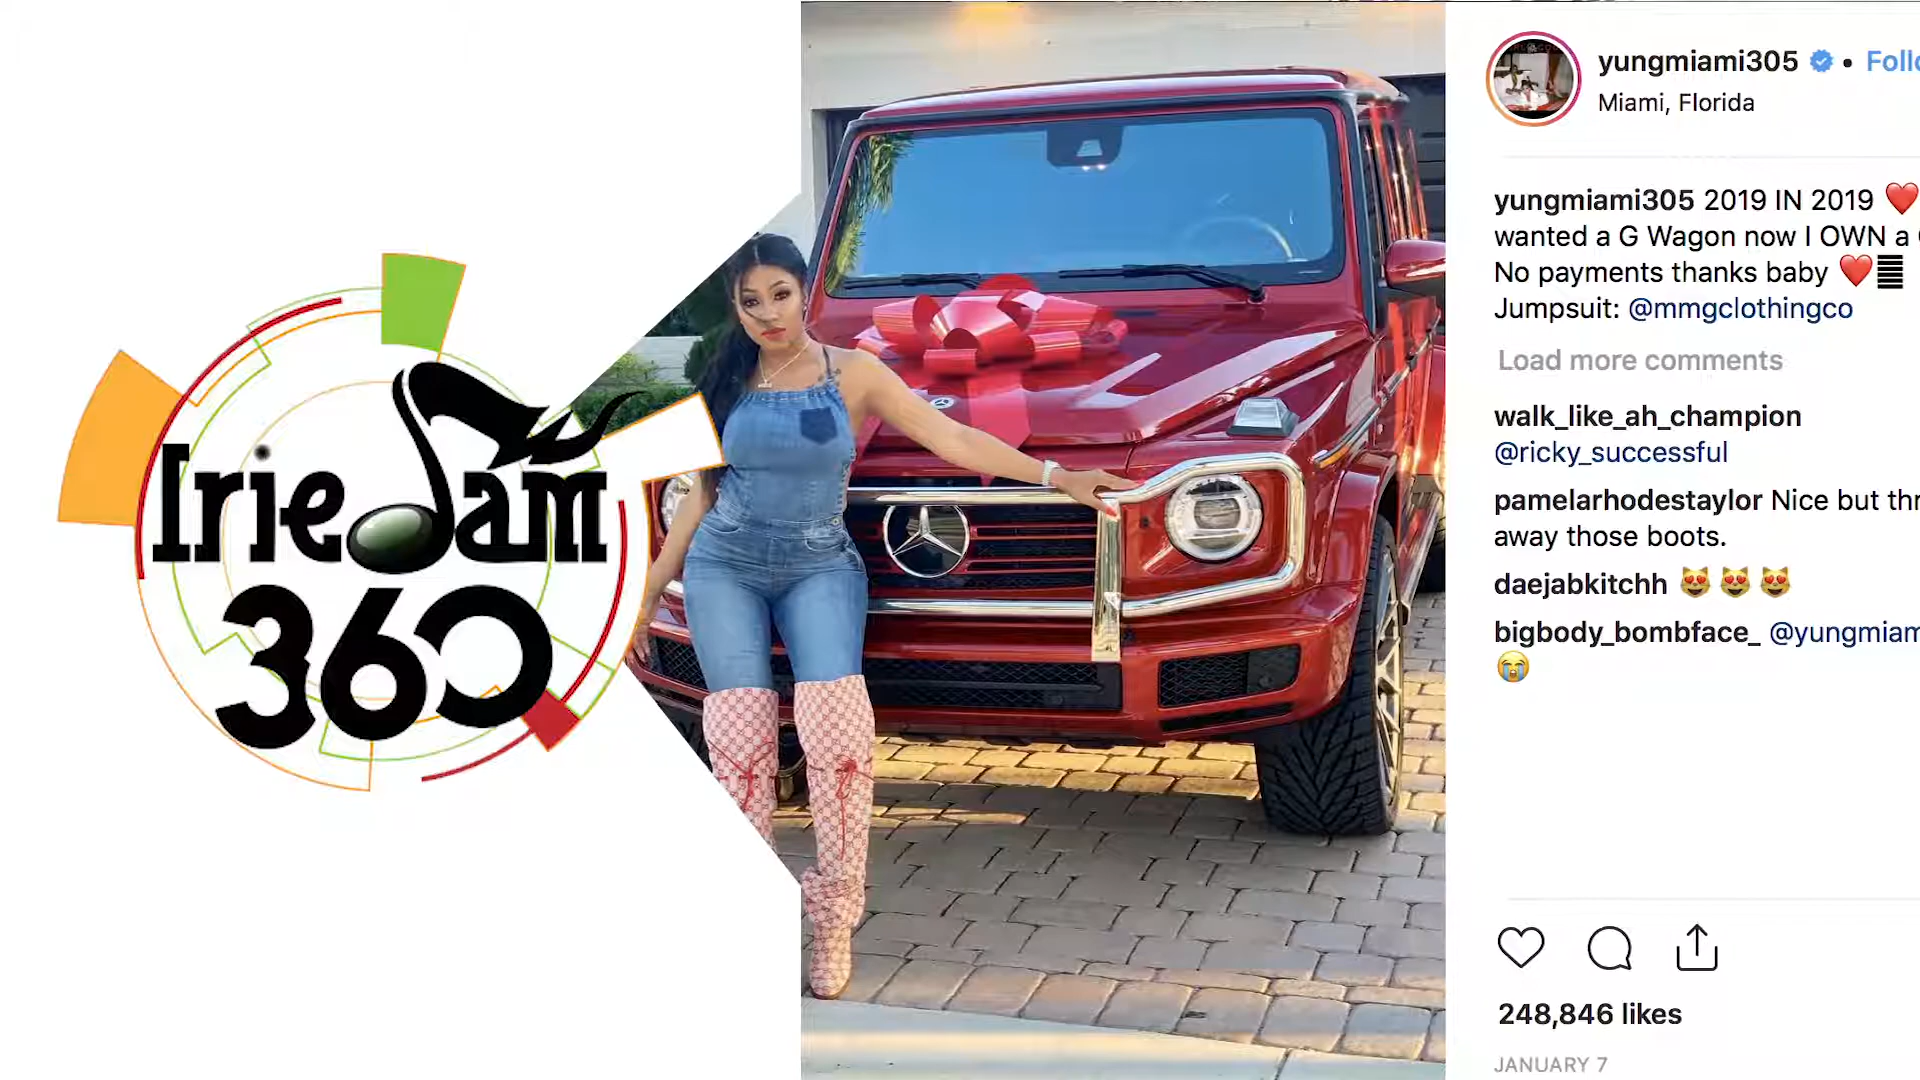 IrieJam
360
yungmiami305 • Follo
Miami, Florida
yungmiami305 2019 IN 2019 ❤️
wanted a G Wagon now I OWN a
No payments thanks baby ❤️
Jumpsuit: @mmgclothingco
Load more comments
walk_like_ah_champion
@ricky_successful
pamelarhodestaylor Nice but thr
away those boots.
daejabkitchh 😻 😻 😻
bigbody_bombface_ @yungmiam
😭
248,846 likes
JANUARY 7